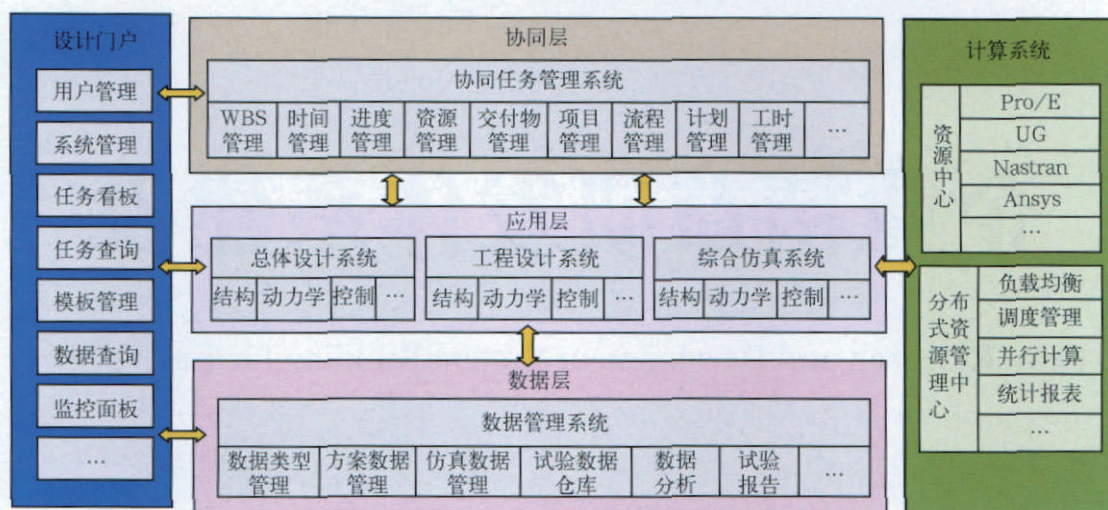 设计门户
用户管理
系统管理
任务看板
任务查询
模板管理
数据查询
监控面板
…
协同层
协同任务管理系统
WBS
管理
时间
管理
进度
管理
资源
管理
交付物
管理
项目
管理
流程
管理
计划
管理
工时
管理
…
应用层
总体设计系统
结构
动力学
控制
…
工程设计系统
结构
动力学
控制
…
综合仿真系统
结构
动力学
控制
…
数据层
数据管理系统
数据类型
管理
方案数据
管理
仿真数据
管理
试验数据
仓库
数据
分析
试验
报告
…
计算系统
资源中心
Pro/E
UG
Nastran
Ansys
…
分布式资源管理中心
负载均衡
调度管理
并行计算
统计报表
…